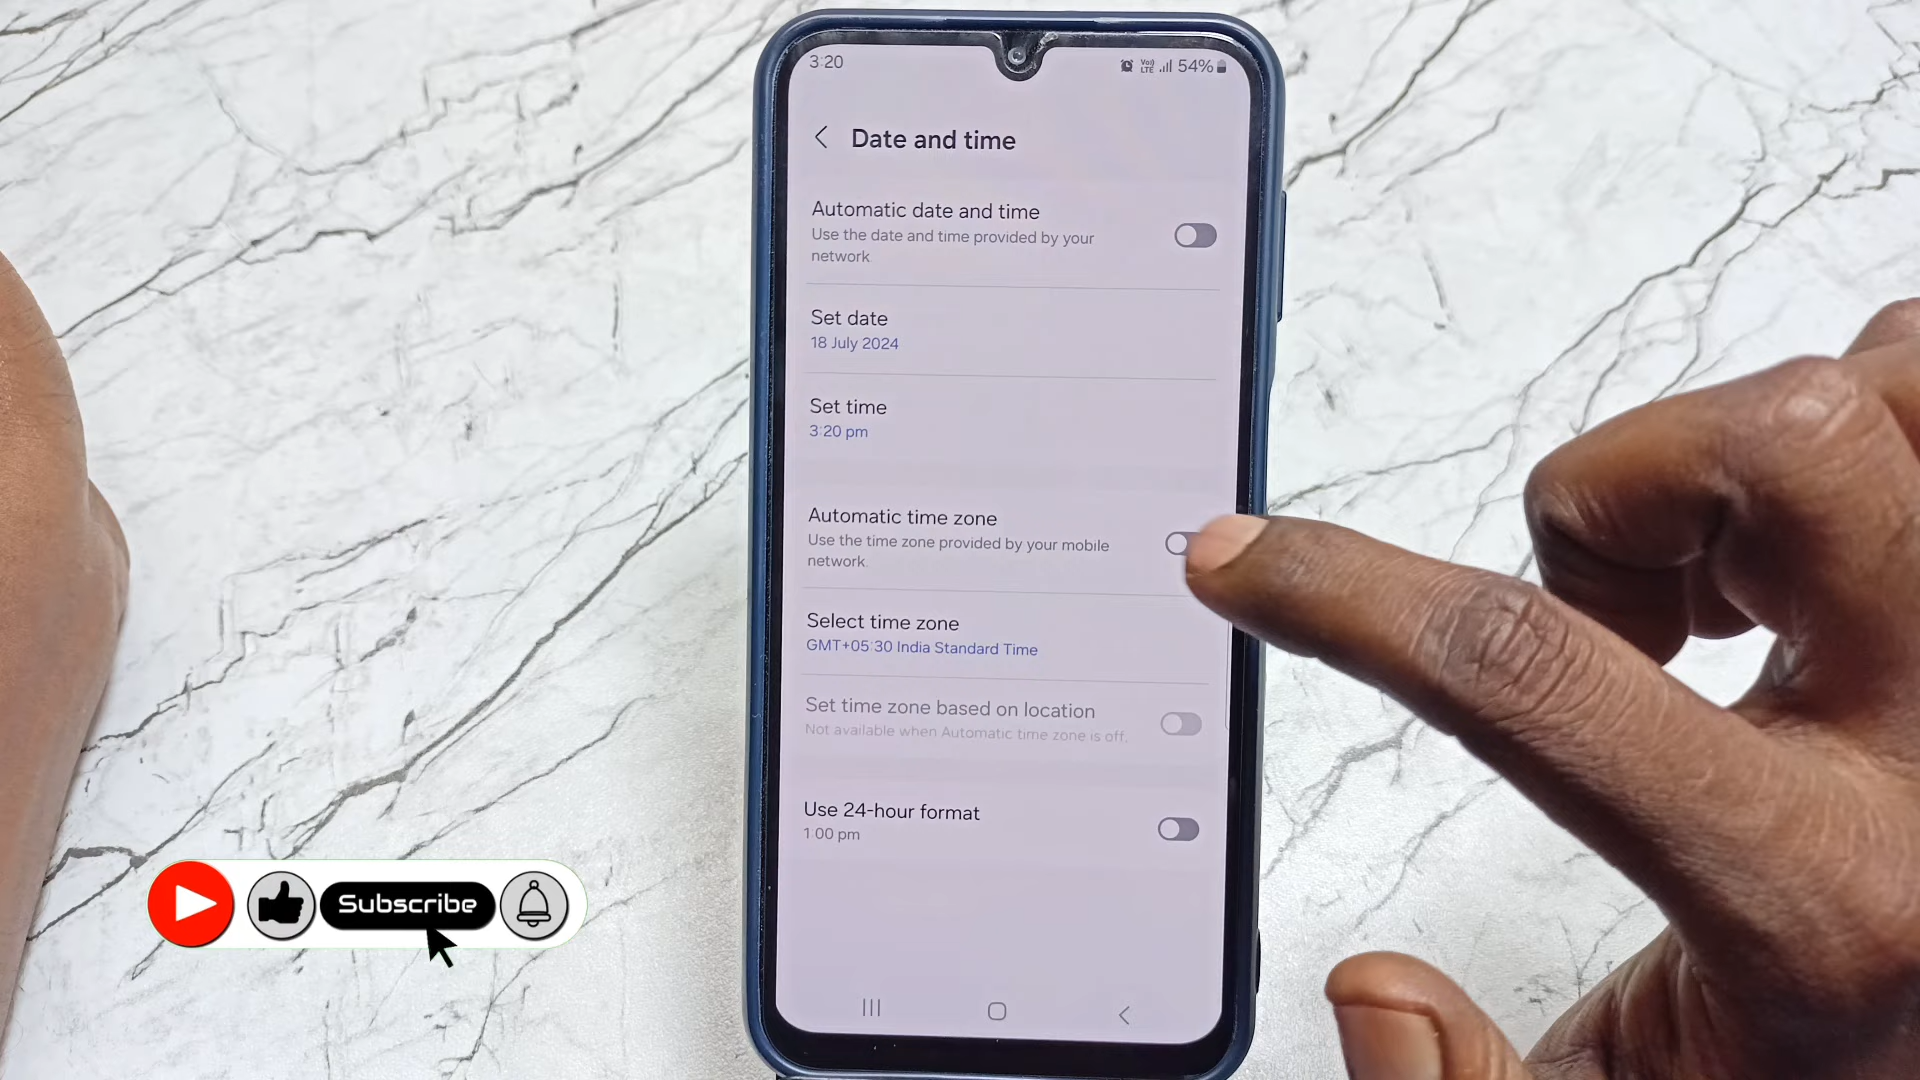 3:20
Vo)) LTE 54%
Date and time
Automatic date and time
Use the date and time provided by your
network.
Set date
18 July 2024
Set time
3:20 pm
Automatic time zone
Use the time zone provided by your mobile
network.
Select time zone
GMT+05:30 India Standard Time
Set time zone based on location
Not available when Automatic time zone is off.
Use 24-hour format
1:00 pm
Subscribe